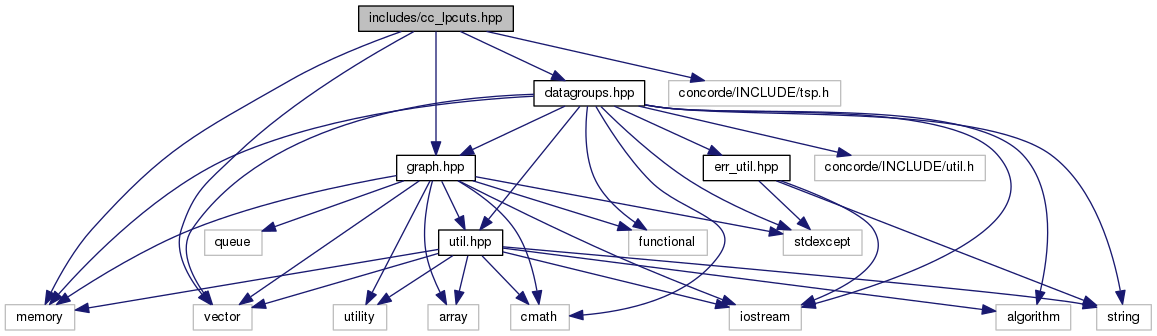 includes/cc_lpcuts.hpp
datagroups.hpp
concorde/INCLUDE/tsp.h
graph.hpp
err_util.hpp
concorde/INCLUDE/util.h
queue
util.hpp
functional
stdexcept
memory
vector
utility
array
cmath
iostream
algorithm
string